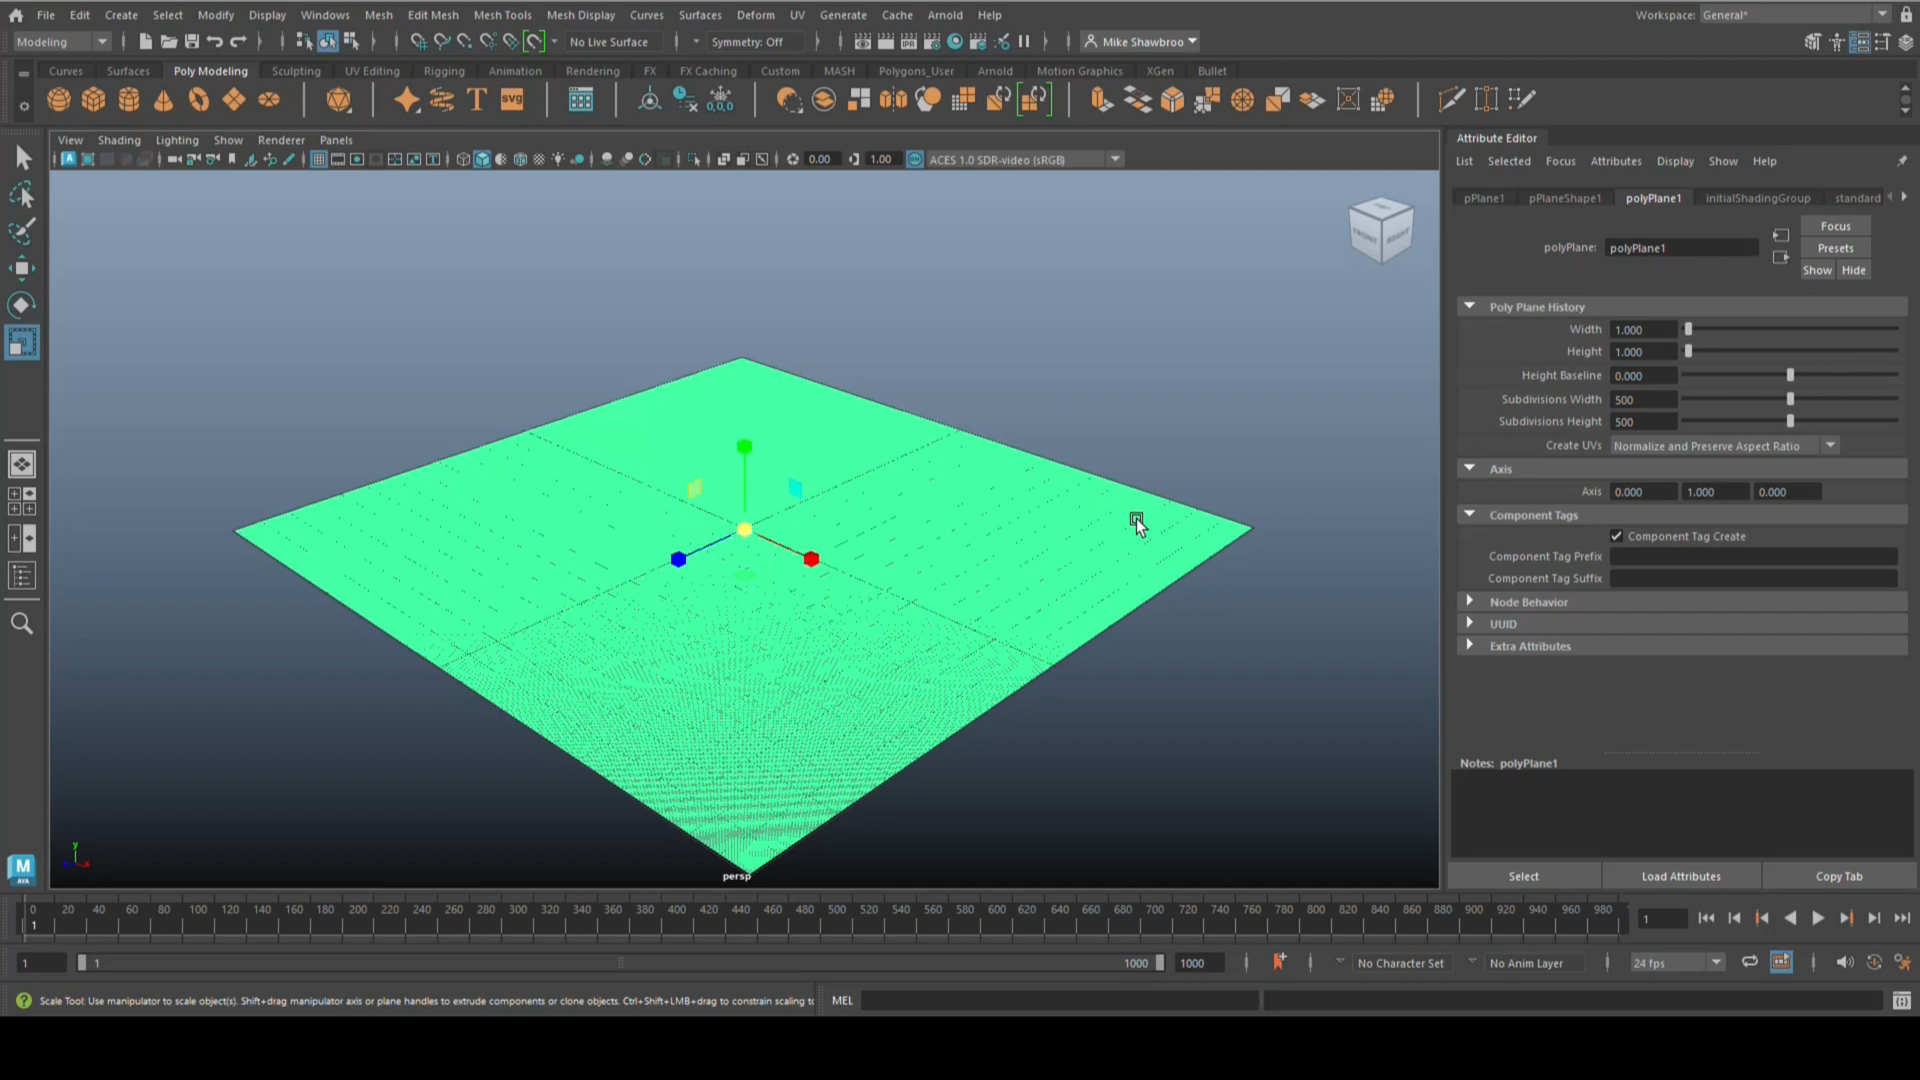 File Edit Create Select Modify Display Windows Mesh Edit Mesh Mesh Tools Mesh Display Curves Surfaces Deform UV Generate Cache Arnold Help Workspace: General*
Modeling No Live Surface Symmetry: Off IPR Mike Shawbroo
Curves Surfaces Poly Modeling Sculpting UV Editing Rigging Animation Rendering FX FX Caching Custom MASH Polygons_User Arnold Motion Graphics XGen Bullet
T SVG 0,0,0
View Shading Lighting Show Renderer Panels
0.00 1.00 ACES 1.0 SDR-video (sRGB)
FRONT RIGHT
y
persp
M
AYA
Attribute Editor
List Selected Focus Attributes Display Show Help
pPlane1 pPlaneShape1 polyPlane1 initialShadingGroup standard
polyPlane: polyPlane1
Focus
Presets
Show Hide
Poly Plane History
Width 1.000
Height 1.000
Height Baseline 0.000
Subdivisions Width 500
Subdivisions Height 500
Create UVs Normalize and Preserve Aspect Ratio
Axis
Axis 0.000 1.000 0.000
Component Tags
Component Tag Create
Component Tag Prefix
Component Tag Suffix
Node Behavior
UUID
Extra Attributes
Notes: polyPlane1
Select Load Attributes Copy Tab
0 20 40 60 80 100 120 140 160 180 200 220 240 260 280 300 320 340 360 380 400 420 440 460 480 500 520 540 560 580 600 620 640 660 680 700 720 740 760 780 800 820 840 860 880 900 920 940 960 980
1 1
1 1 1000 1000 No Character Set No Anim Layer 24 fps
Scale Tool: Use manipulator to scale object(s). Shift+drag manipulator axis or plane handles to extrude components or clone objects. Ctrl+Shift+LMB+drag to constrain scaling to MEL